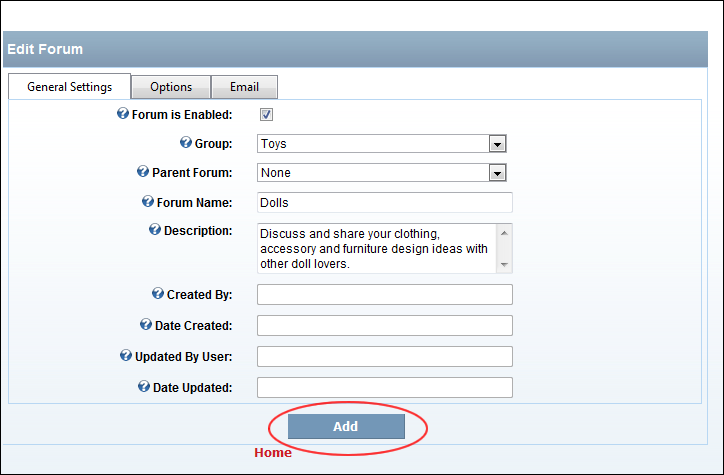 Edit Forum
General Settings Options Email
Forum is Enabled:
Group: Toys
Parent Forum: None
Forum Name: Dolls
Description: Discuss and share your clothing,
accessory and furniture design ideas with
other doll lovers.
Created By:
Date Created:
Updated By User:
Date Updated:
Add
Home